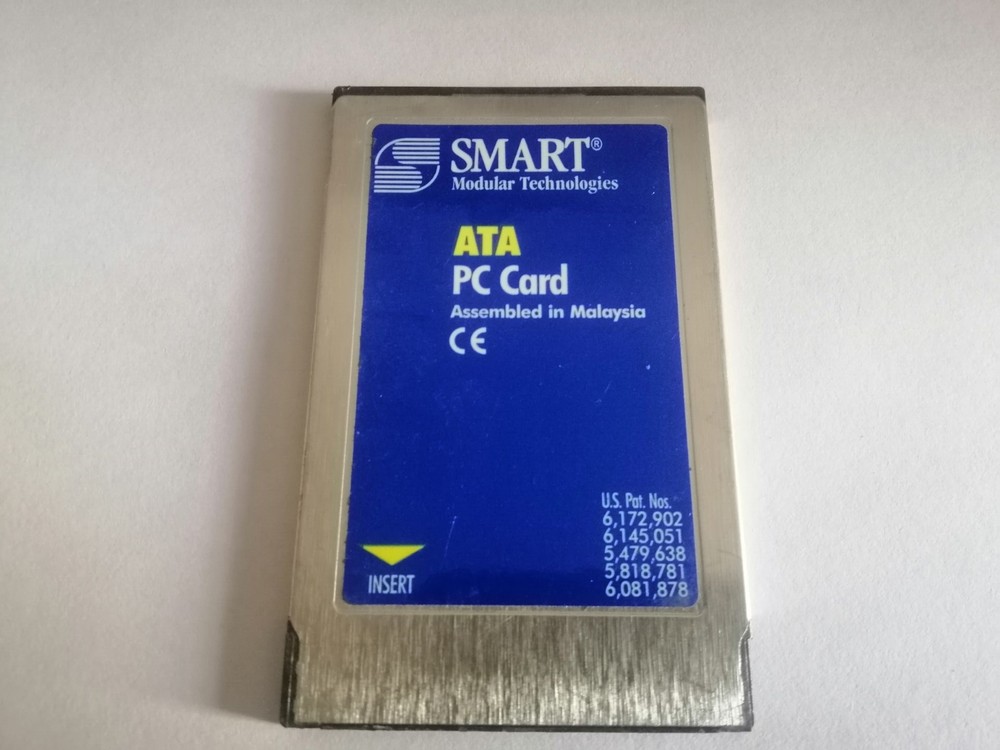 SMART®
Modular Technologies
ATA
PC Card
Assembled in Malaysia
CE
U.S. Pat. Nos.
6,172,902
6,145,051
5,479,638
5,818,781
6,081,878
INSERT